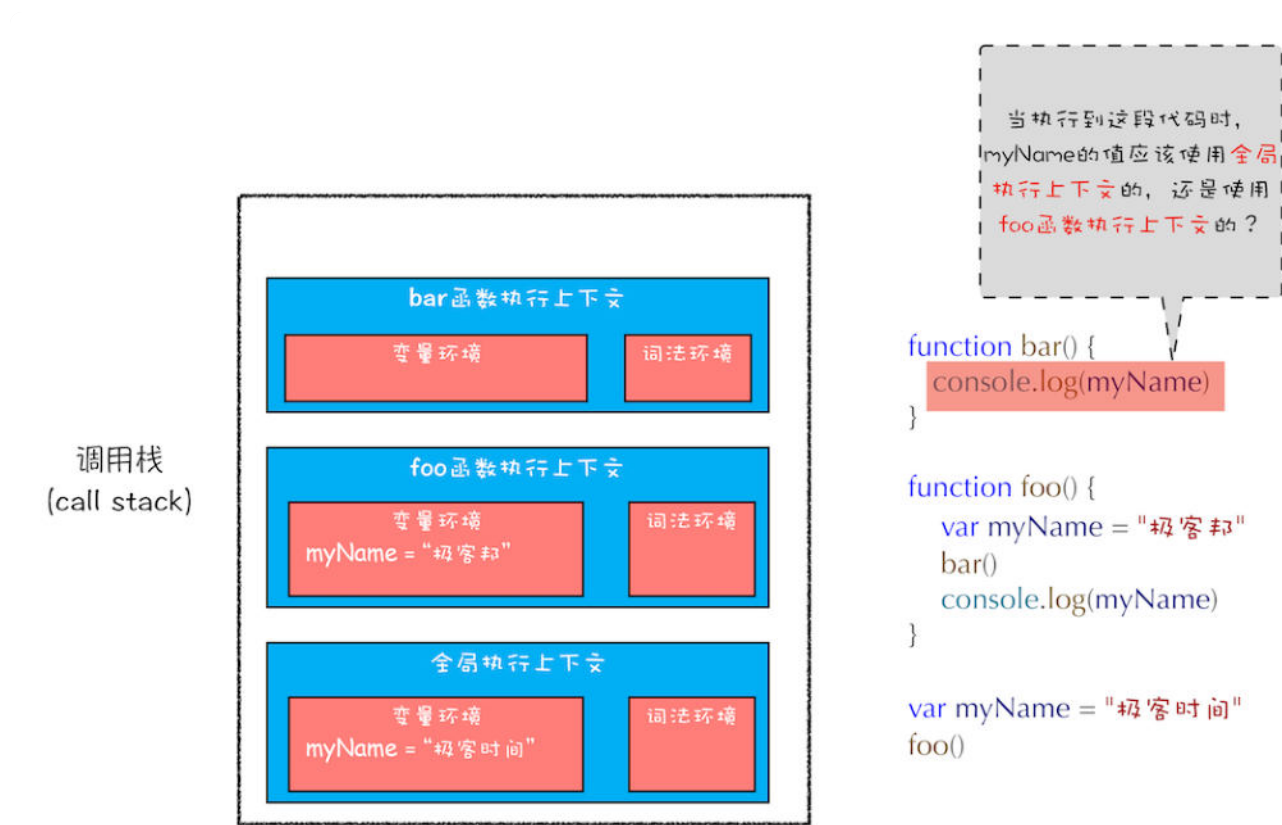 当执行到这段代码时，
myName的值应该使用全局
执行上下文的，还是使用
foo函数执行上下文的？
bar函数执行上下文
变量环境
词法环境
foo函数执行上下文
变量环境
myName = “极客邦”
词法环境
全局执行上下文
变量环境
myName = “极客时间”
词法环境
调用栈
(call stack)
function bar() {
console.log(myName)
}
function foo() {
var myName = "极客邦"
bar()
console.log(myName)
}
var myName = "极客时间"
foo()